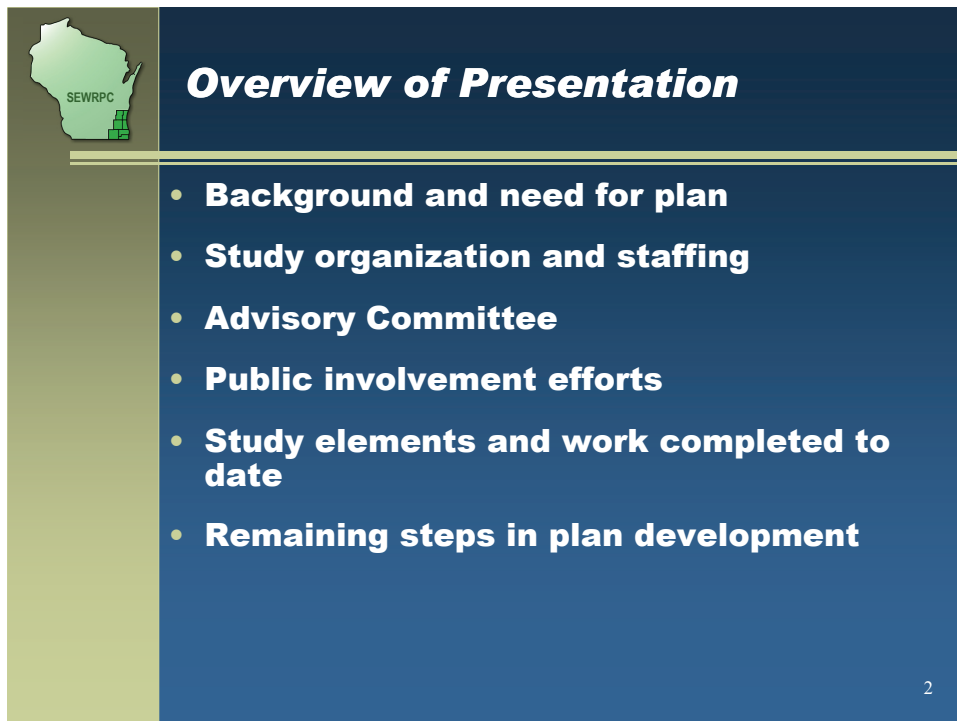 SEWRPC
Overview of Presentation
• Background and need for plan
• Study organization and staffing
• Advisory Committee
• Public involvement efforts
• Study elements and work completed to
date
• Remaining steps in plan development
2